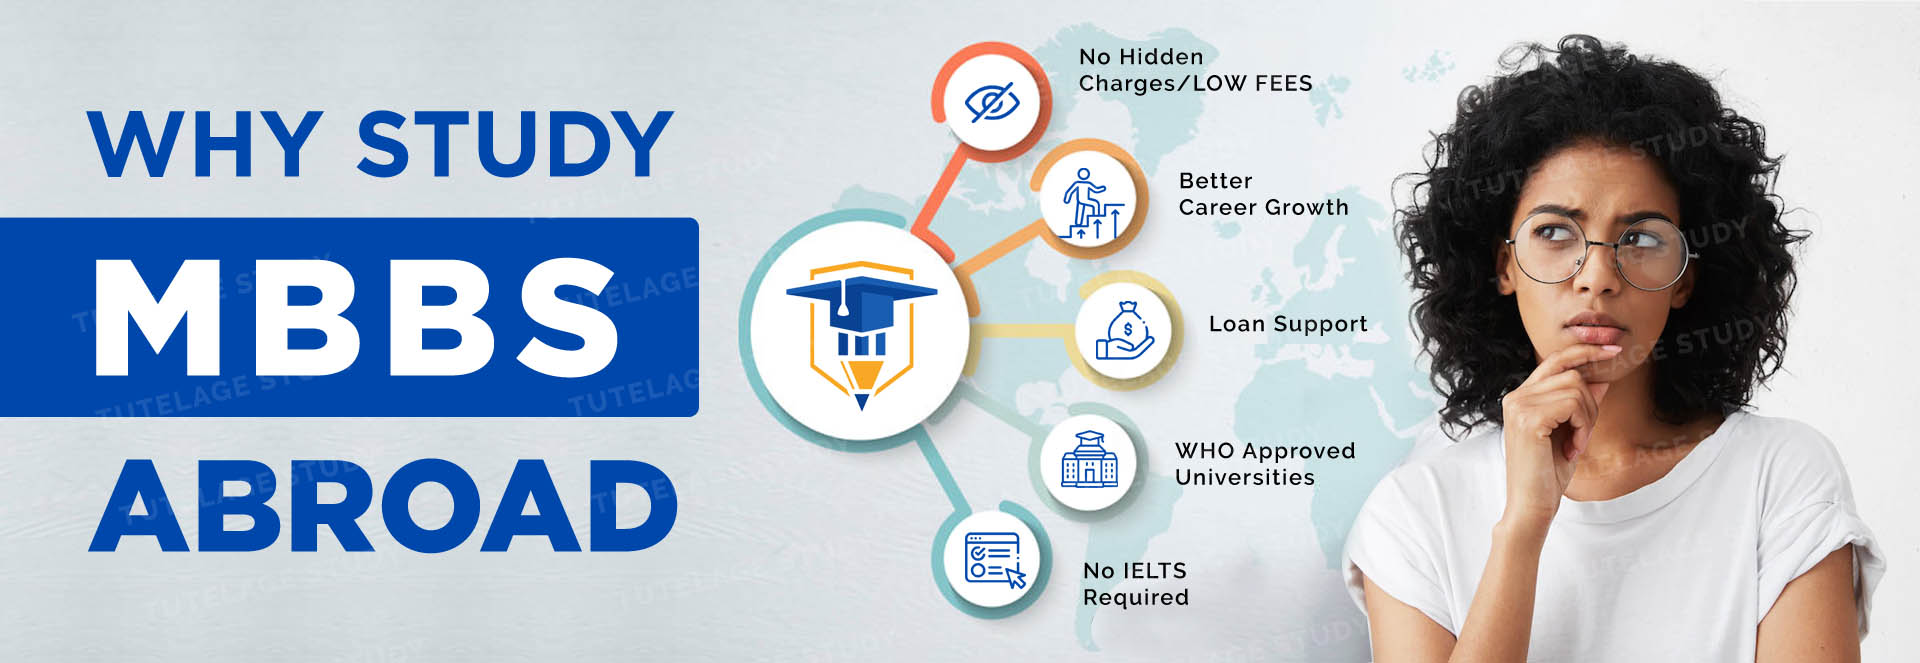 WHY STUDY
MBBS
ABROAD
No Hidden
Charges/LOW FEES
Better
Career Growth
Loan Support
WHO Approved
Universities
No IELTS
Required
TUTELAGE STUDY